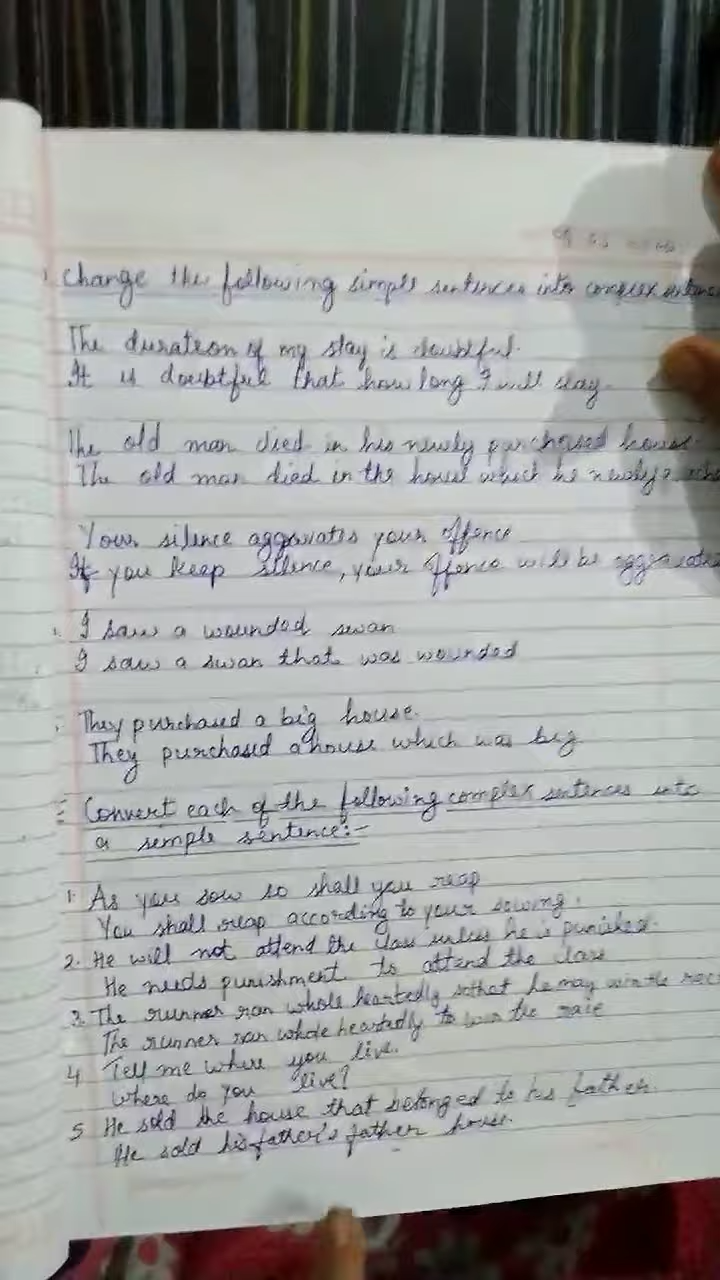 Change the following simple sentences into complex
The duration of my stay is doubtful.
It is doubtful that how long I will stay.
The old man died in his newly purchased house.
The old man died in the house which he newly
Your silence aggravates your offence
If you keep silence, your offence will be aggravated
I saw a wounded swan
I saw a swan that was wounded
They purchased a big house.
They purchased a house which was big
Convert each of the following complex sentences into
a simple sentence:-
1. As you sow so shall you reap
You shall reap according to your sowing.
2. He will not attend the class unless he is punished.
He needs punishment to attend the class
3. The runner ran whole heartedly so that he may win the race
The runner ran whole heartedly to win the race
4 Tell me where you live.
Where do you live?
5 He sold the house that belonged to his father.
He sold his father's father house.